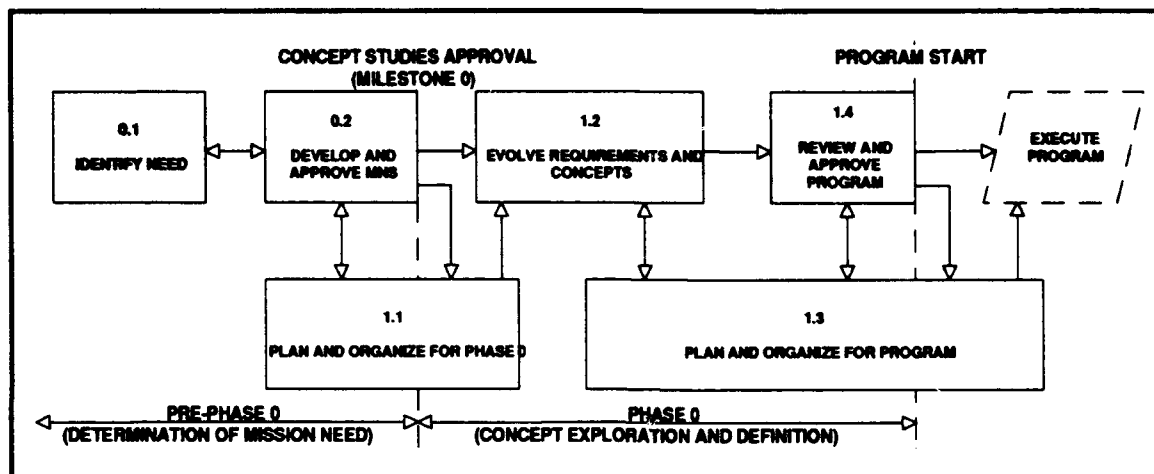 CONCEPT STUDIES APPROVAL
(MILESTONE 0)
PROGRAM START
0.1
IDENTIFY NEED
0.2
DEVELOP AND
APPROVE MNS
1.2
EVOLVE REQUIREMENTS AND
CONCEPTS
1.4
REVIEW AND
APPROVE
PROGRAM
EXECUTE
PROGRAM
1.1
PLAN AND ORGANIZE FOR PHASE 0
1.3
PLAN AND ORGANIZE FOR PROGRAM
PRE-PHASE 0
(DETERMINATION OF MISSION NEED)
PHASE 0
(CONCEPT EXPLORATION AND DEFINITION)